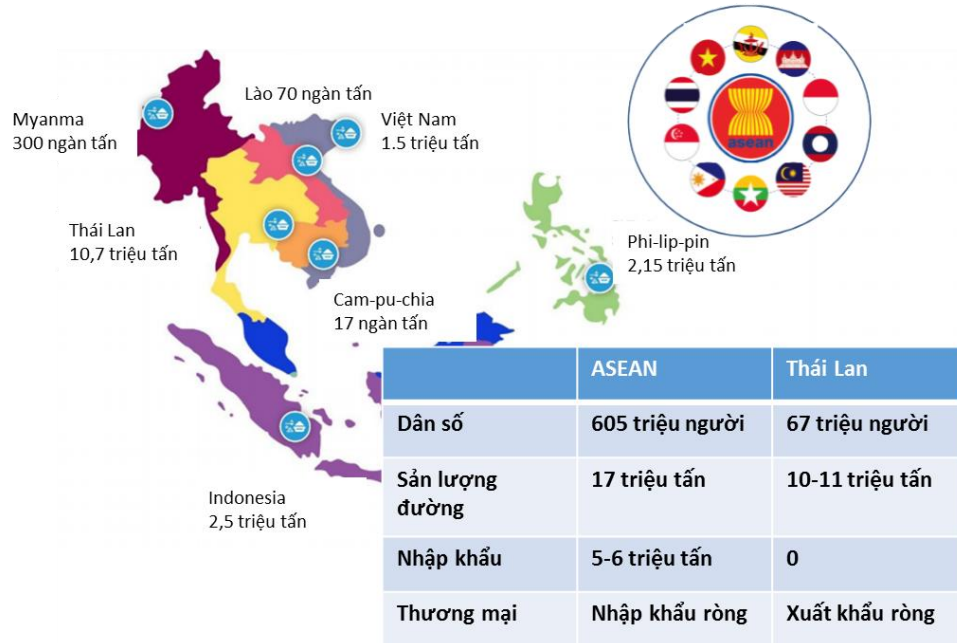 Lào 70 ngàn tấn
Myanma
300 ngàn tấn
Việt Nam
1.5 triệu tấn
asean
Thái Lan
10,7 triệu tấn
Phi-lip-pin
2,15 triệu tấn
Cam-pu-chia
17 ngàn tấn
Indonesia
2,5 triệu tấn
ASEAN Thái Lan
Dân số 605 triệu người 67 triệu người
Sản lượng 17 triệu tấn 10-11 triệu tấn
đường
Nhập khẩu 5-6 triệu tấn 0
Thương mại Nhập khẩu ròng Xuất khẩu ròng